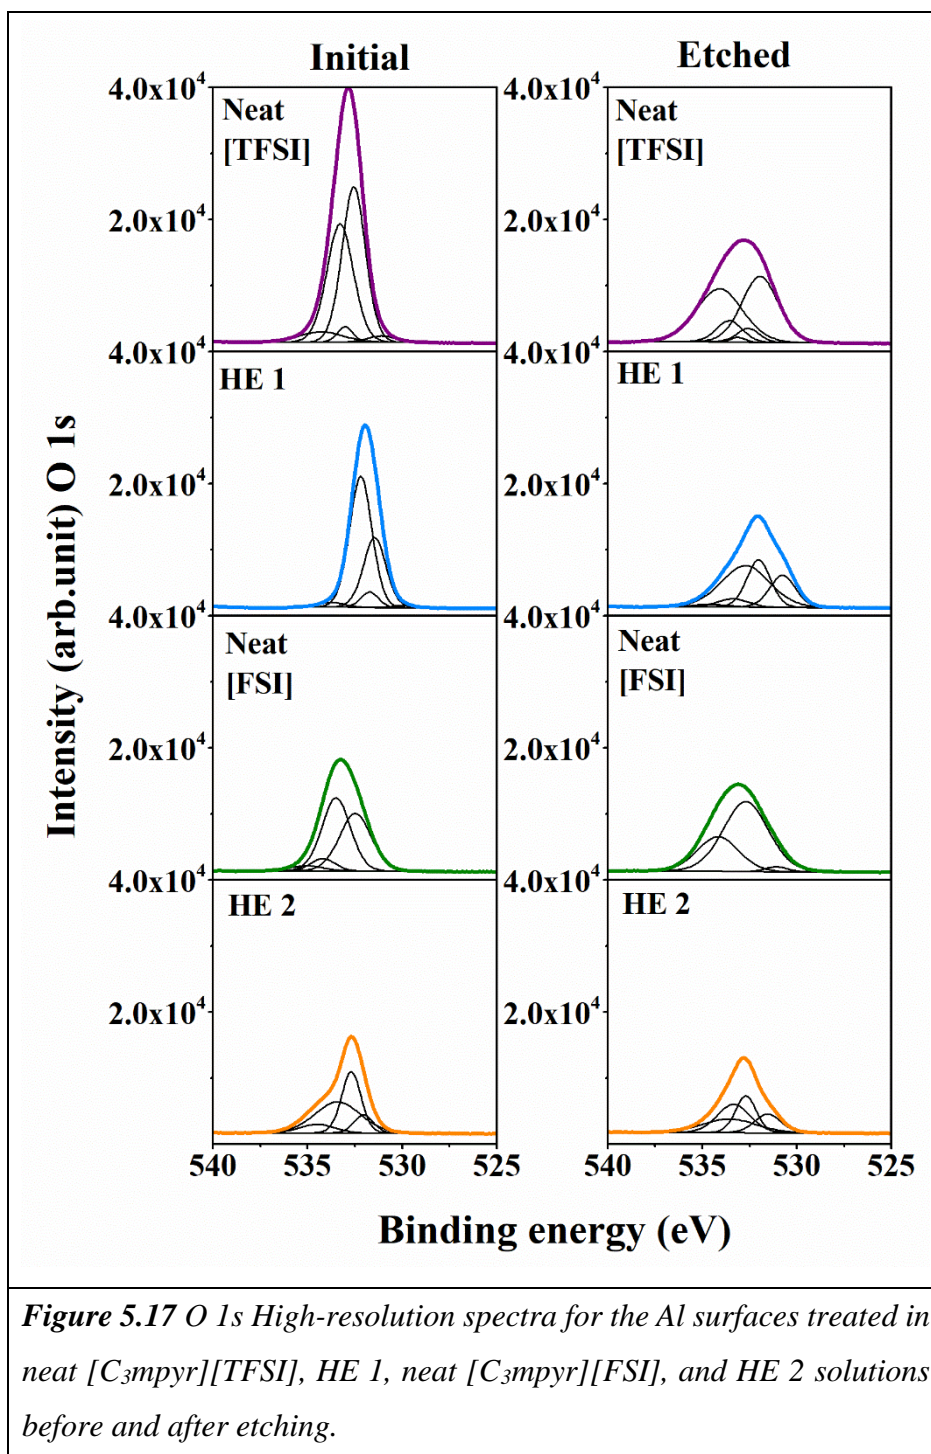 Initial
Etched
4.0x10⁴
Neat
[TFSI]
2.0x10⁴
4.0x10⁴
Neat
[TFSI]
2.0x10⁴
4.0x10⁴
HE 1
2.0x10⁴
4.0x10⁴
HE 1
2.0x10⁴
4.0x10⁴
Neat
[FSI]
2.0x10⁴
4.0x10⁴
Neat
[FSI]
2.0x10⁴
4.0x10⁴
HE 2
2.0x10⁴
4.0x10⁴
HE 2
2.0x10⁴
540 535 530 525
540 535 530 525
Intensity (arb.unit) O 1s
Binding energy (eV)
Figure 5.17 O 1s High-resolution spectra for the Al surfaces treated in
neat [C₃mpyr][TFSI], HE 1, neat [C₃mpyr][FSI], and HE 2 solutions
before and after etching.